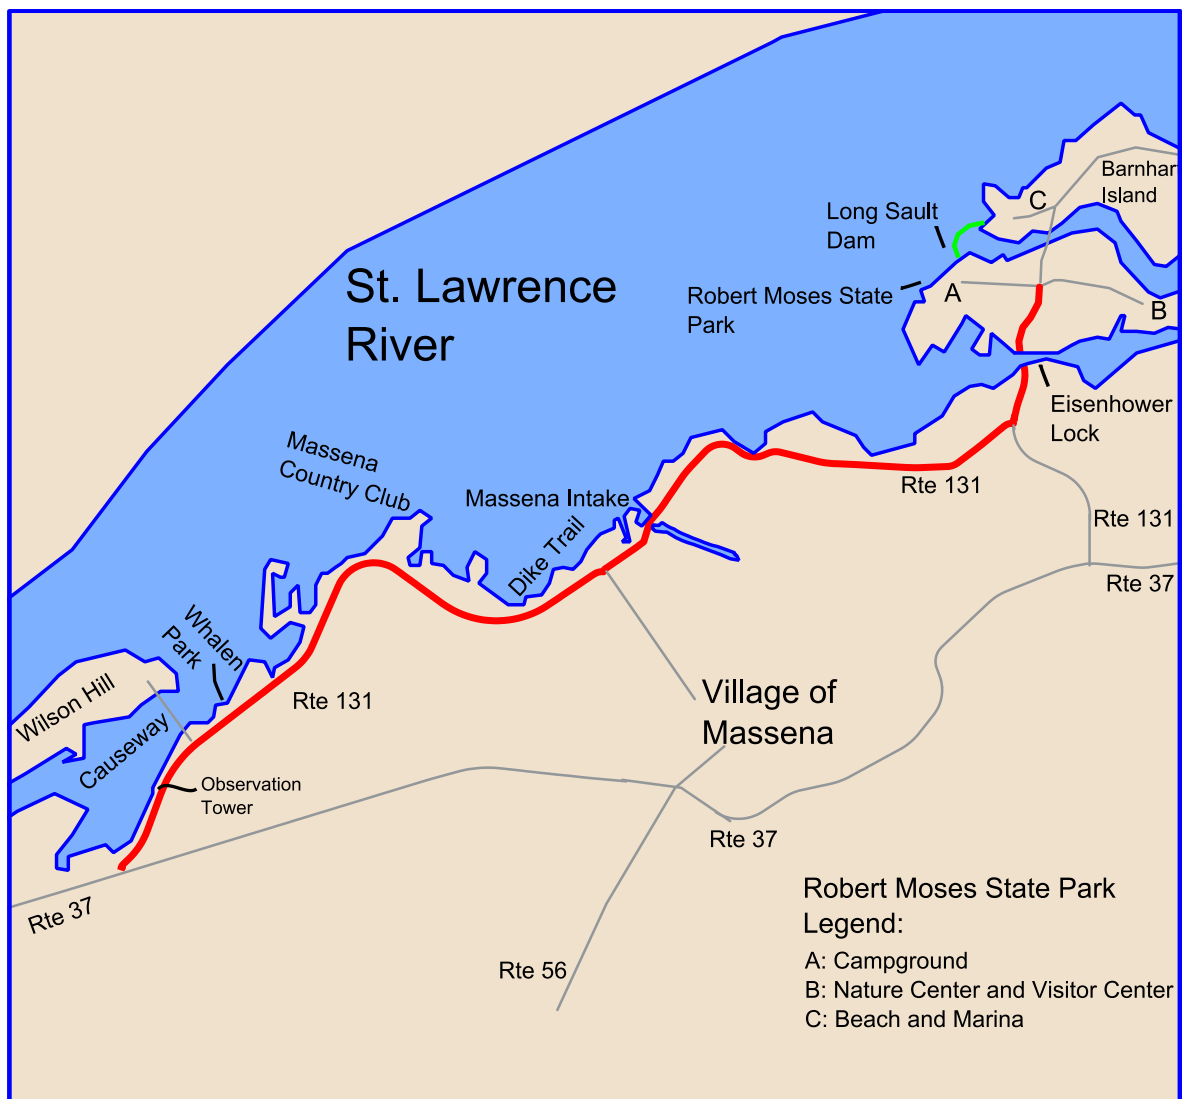 Barnhar
Island
C
Long Sault
Dam
St. Lawrence
River
Robert Moses State
Park
A
B
Eisenhower
Lock
Massena
Country Club
Massena Intake
Rte 131
Rte 131
Dike Trail
Rte 37
Whalen
Park
Wilson Hill
Rte 131
Village of
Massena
Causeway
Observation
Tower
Rte 37
Rte 37
Robert Moses State Park
Legend:
Rte 56
A: Campground
B: Nature Center and Visitor Center
C: Beach and Marina